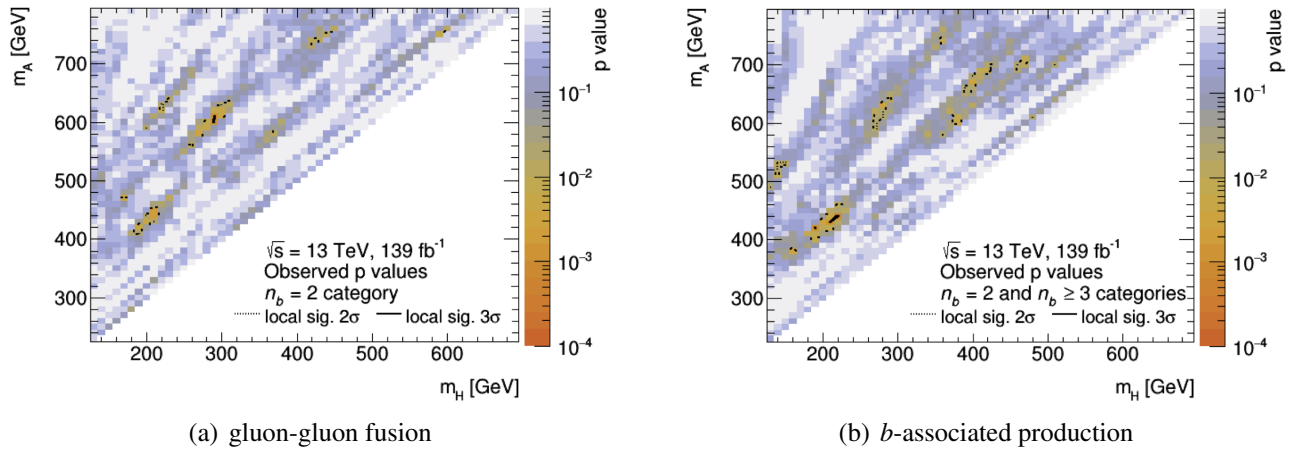 m_A [GeV]
700
600
500
400
300
200 300 400 500 600
m_H [GeV]
√s = 13 TeV, 139 fb⁻¹
Observed p values
n_b = 2 category
local sig. 2σ local sig. 3σ
p value
10⁻¹
10⁻²
10⁻³
10⁻⁴
(a) gluon-gluon fusion
m_A [GeV]
700
600
500
400
300
200 300 400 500 600
m_H [GeV]
√s = 13 TeV, 139 fb⁻¹
Observed p values
n_b = 2 and n_b ≥ 3 categories
local sig. 2σ local sig. 3σ
p value
10⁻¹
10⁻²
10⁻³
10⁻⁴
(b) b-associated production